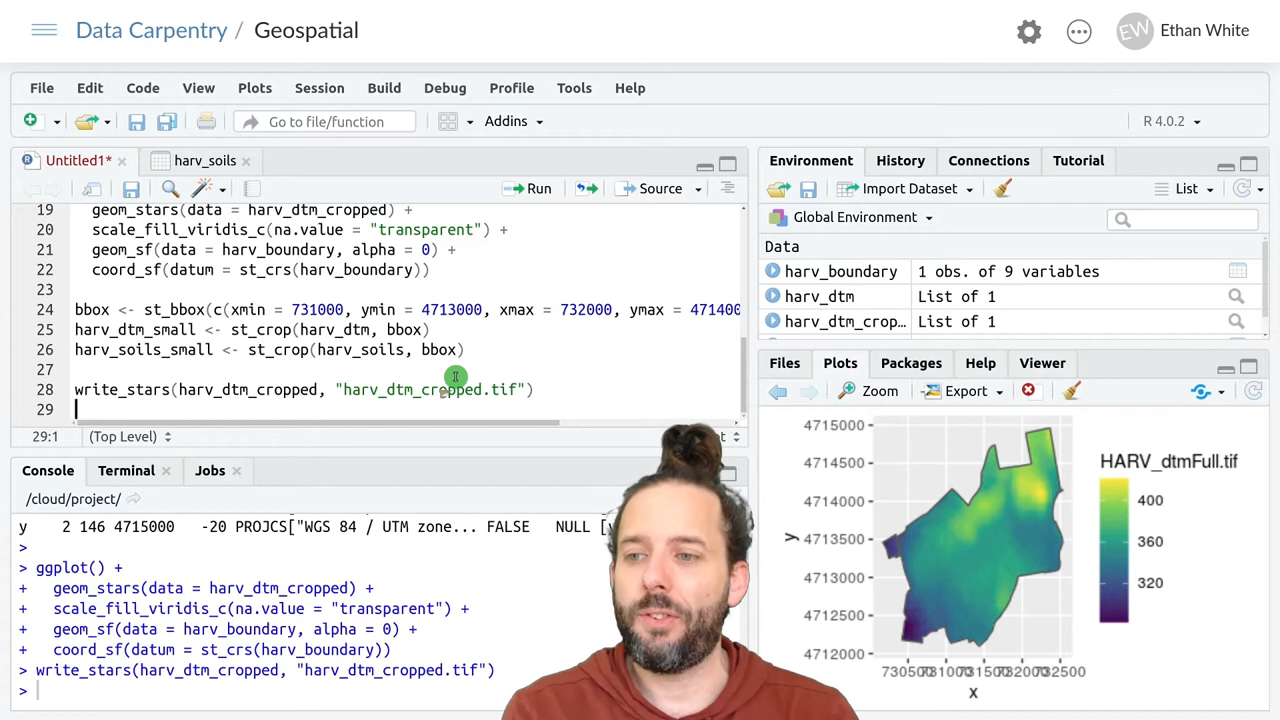 Data Carpentry / Geospatial
EW Ethan White
File Edit Code View Plots Session Build Debug Profile Tools Help
Go to file/function Addins R 4.0.2
Untitled1* harv_soils
Run Source
19 geom_stars(data = harv_dtm_cropped) +
20 scale_fill_viridis_c(na.value = "transparent") +
21 geom_sf(data = harv_boundary, alpha = 0) +
22 coord_sf(datum = st_crs(harv_boundary))
23
24 bbox <- st_bbox(c(xmin = 731000, ymin = 4713000, xmax = 732000, ymax = 471400
25 harv_dtm_small <- st_crop(harv_dtm, bbox)
26 harv_soils_small <- st_crop(harv_soils, bbox)
27
28 write_stars(harv_dtm_cropped, "harv_dtm_cropped.tif")
29
29:1 (Top Level)
Console Terminal Jobs
/cloud/project/
y 2 146 4715000 -20 PROJCS["WGS 84 / UTM zone... FALSE NULL [y
>
> ggplot() +
+ geom_stars(data = harv_dtm_cropped) +
+ scale_fill_viridis_c(na.value = "transparent") +
+ geom_sf(data = harv_boundary, alpha = 0) +
+ coord_sf(datum = st_crs(harv_boundary))
> write_stars(harv_dtm_cropped, "harv_dtm_cropped.tif")
>
Environment History Connections Tutorial
Import Dataset List
Global Environment
Data
harv_boundary 1 obs. of 9 variables
harv_dtm List of 1
harv_dtm_crop… List of 1
Files Plots Packages Help Viewer
Zoom Export
4715000
4714500
4714000
4713500
4713000
4712500
4712000
y
730500 731000 731500 732000 732500
x
HARV_dtmFull.tif
400
360
320